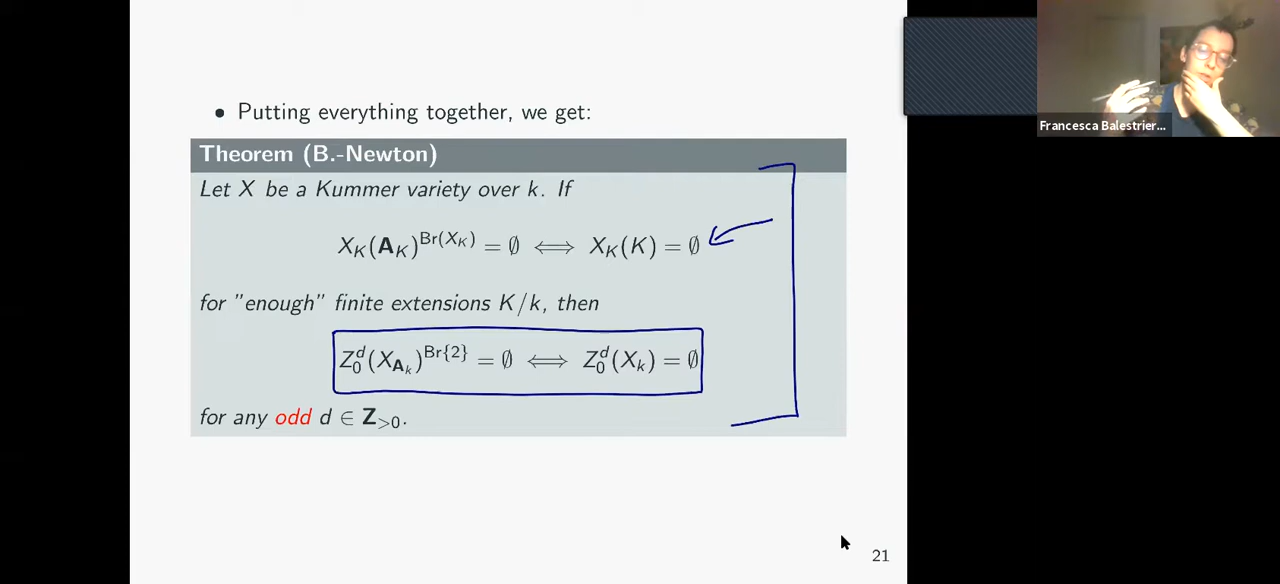 • Putting everything together, we get:
Theorem (B.-Newton)
Let X be a Kummer variety over k. If
X_K(𝐀_K)^{Br(X_K)} = ∅ ⟺ X_K(K) = ∅
for "enough" finite extensions K/k, then
Z_0^d(X_{𝐀_k})^{Br{2}} = ∅ ⟺ Z_0^d(X_k) = ∅
for any odd d ∈ 𝐙_{>0}.
21
Francesca Balestrier...